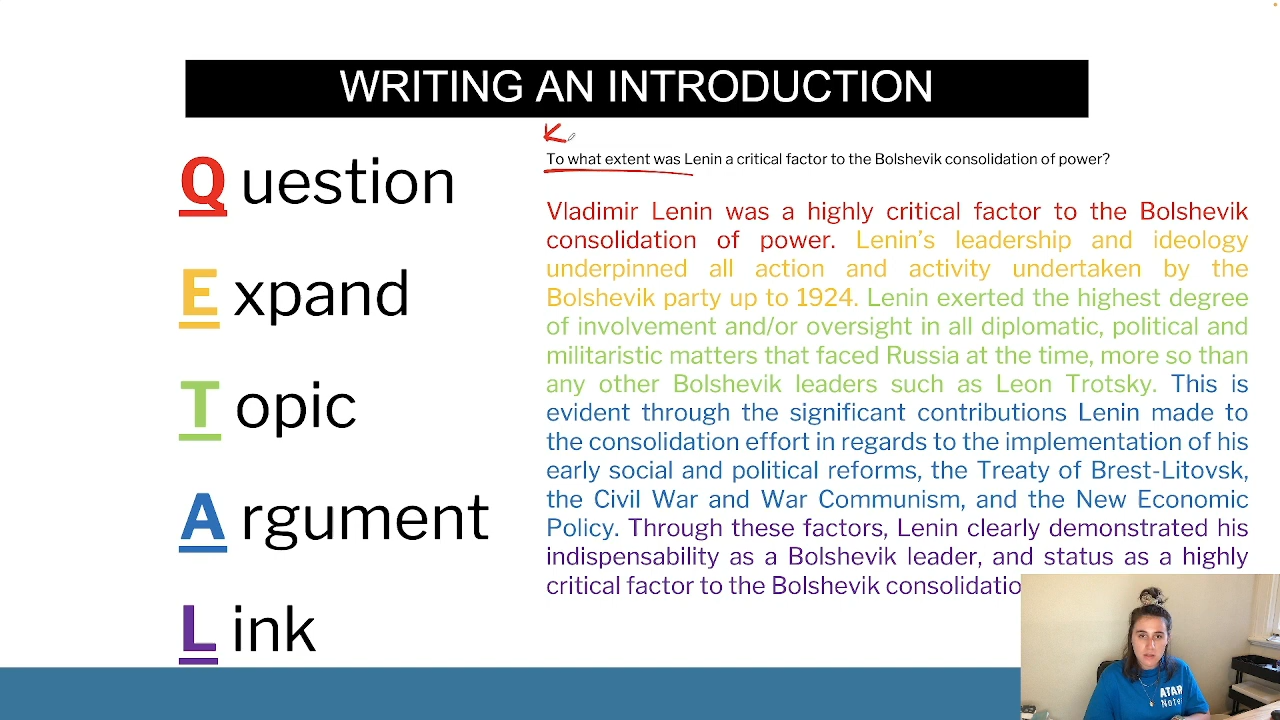 WRITING AN INTRODUCTION
Question
Expand
Topic
Argument
Link
To what extent was Lenin a critical factor to the Bolshevik consolidation of power?
Vladimir Lenin was a highly critical factor to the Bolshevik
consolidation of power. Lenin's leadership and ideology
underpinned all action and activity undertaken by the
Bolshevik party up to 1924. Lenin exerted the highest degree
of involvement and/or oversight in all diplomatic, political and
militaristic matters that faced Russia at the time, more so than
any other Bolshevik leaders such as Leon Trotsky. This is
evident through the significant contributions Lenin made to
the consolidation effort in regards to the implementation of his
early social and political reforms, the Treaty of Brest-Litovsk,
the Civil War and War Communism, and the New Economic
Policy. Through these factors, Lenin clearly demonstrated his
indispensability as a Bolshevik leader, and status as a highly
critical factor to the Bolshevik
ATAR
Notes